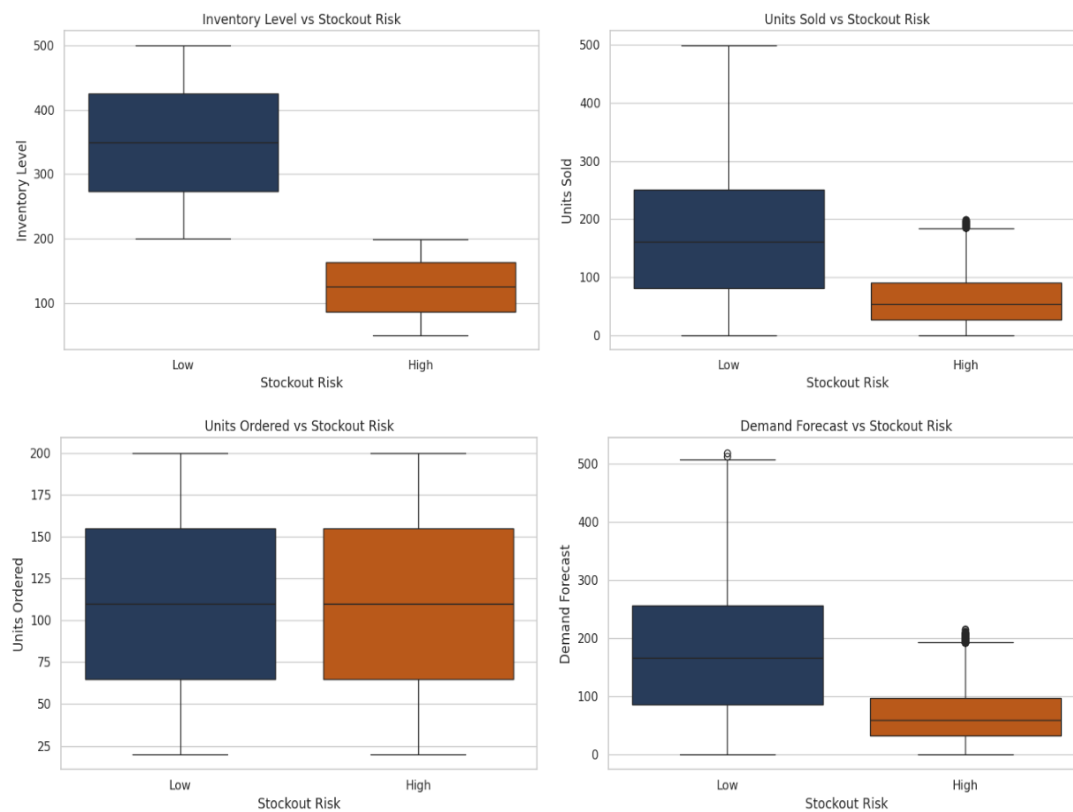 Inventory Level vs Stockout Risk
500
400
300
200
100
Inventory Level
Low
High
Stockout Risk
Units Sold vs Stockout Risk
500
400
300
200
100
0
Units Sold
Low
High
Stockout Risk
Units Ordered vs Stockout Risk
200
175
150
125
100
75
50
25
Units Ordered
Low
High
Stockout Risk
Demand Forecast vs Stockout Risk
500
400
300
200
100
0
Demand Forecast
Low
High
Stockout Risk